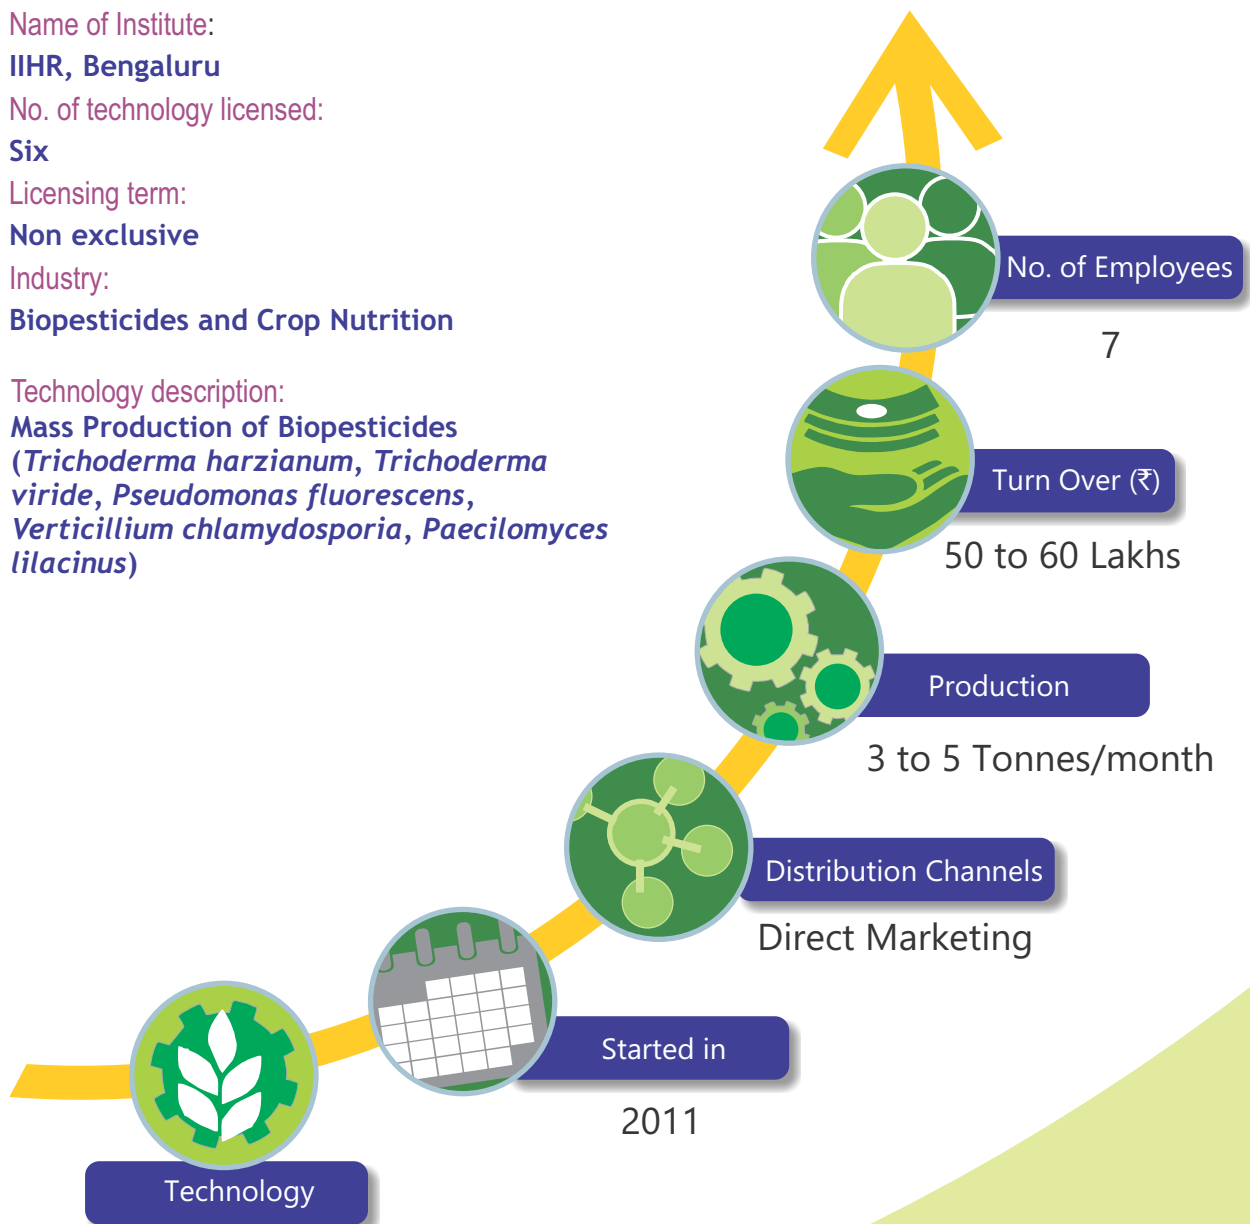 Name of Institute:
IIHR, Bengaluru
No. of technology licensed:
Six
Licensing term:
Non exclusive
Industry:
Biopesticides and Crop Nutrition
Technology description:
Mass Production of Biopesticides
(Trichoderma harzianum, Trichoderma
viride, Pseudomonas fluorescens,
Verticillium chlamydosporia, Paecilomyces
lilacinus)
No. of Employees
7
Turn Over (₹)
50 to 60 Lakhs
Production
3 to 5 Tonnes/month
Distribution Channels
Direct Marketing
Started in
2011
Technology